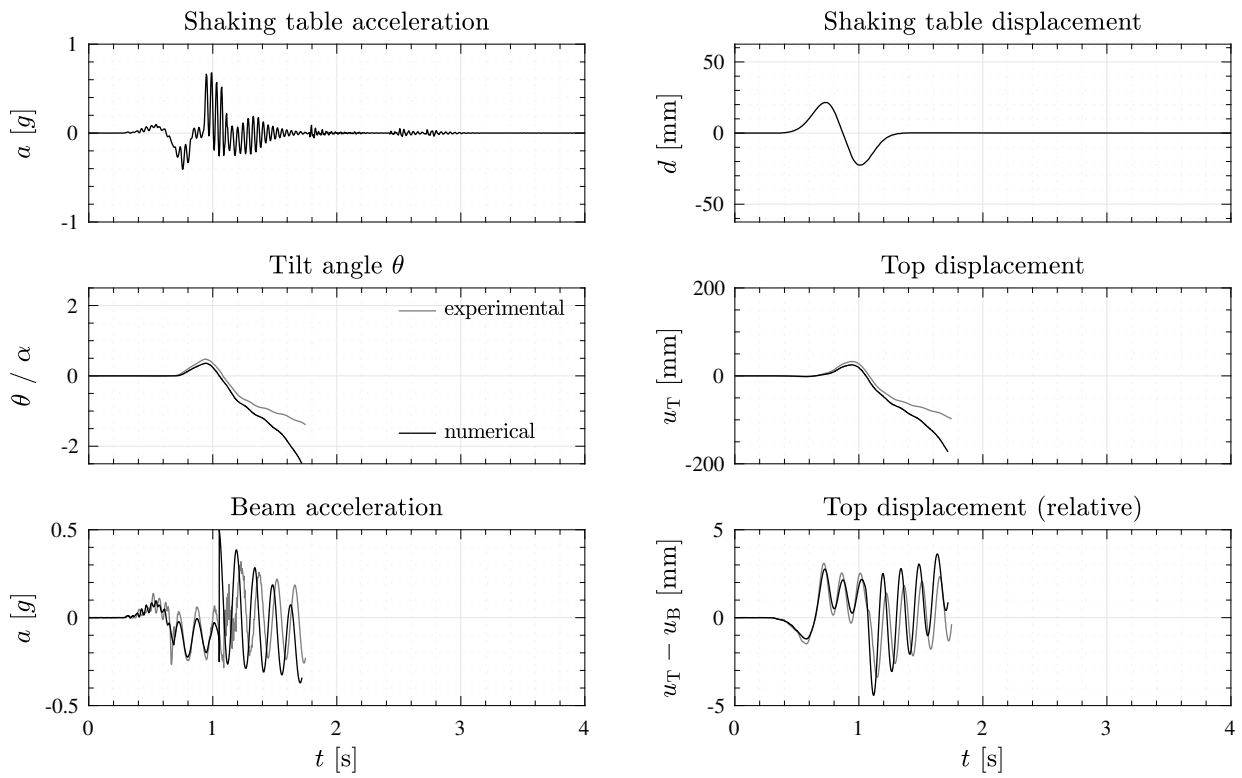 Shaking table acceleration
1
0
-1
a [g]
Shaking table displacement
50
0
-50
d [mm]
Tilt angle θ
2
0
-2
θ / α
experimental
numerical
Top displacement
200
100
0
-100
-200
u_T [mm]
Beam acceleration
0.5
0
-0.5
a [g]
0 1 2 3 4
t [s]
Top displacement (relative)
5
0
-5
u_T − u_B [mm]
0 1 2 3 4
t [s]